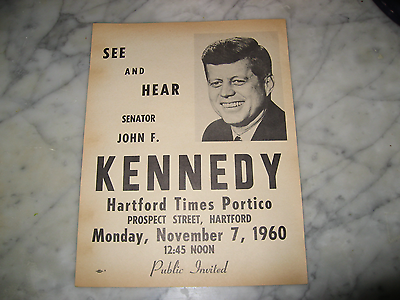 SEE
AND
HEAR
SENATOR
JOHN F.
KENNEDY
Hartford Times Portico
PROSPECT STREET, HARTFORD
Monday, November 7, 1960
12:45 NOON
Public Invited